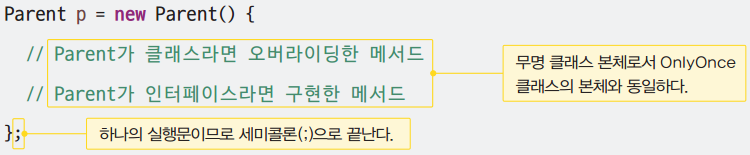 Parent p = new Parent() {
// Parent가 클래스라면 오버라이딩한 메서드
// Parent가 인터페이스라면 구현한 메서드
무명 클래스 본체로서 OnlyOnce
클래스의 본체와 동일하다.
};
하나의 실행문이므로 세미콜론(;)으로 끝난다.